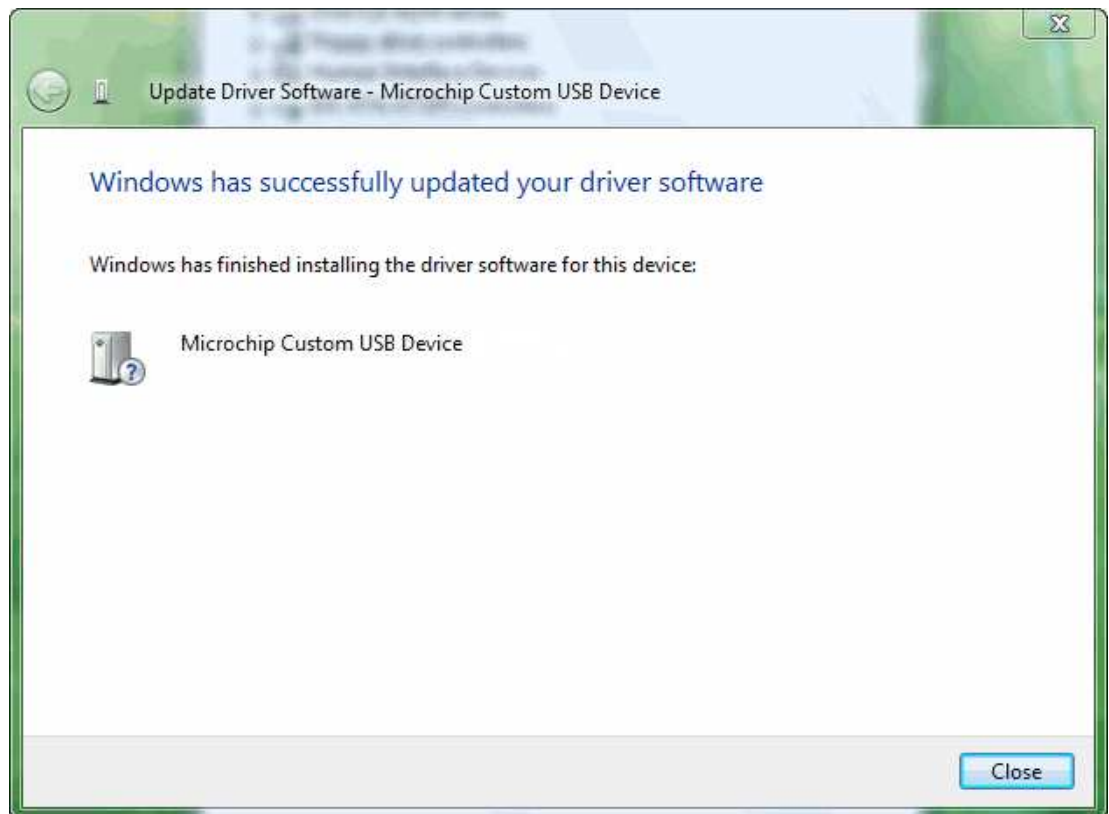 Update Driver Software - Microchip Custom USB Device
Windows has successfully updated your driver software
Windows has finished installing the driver software for this device:
Microchip Custom USB Device
Close